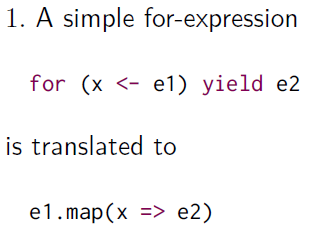 1. A simple for-expression
for (x <- e1) yield e2
is translated to
e1.map(x => e2)